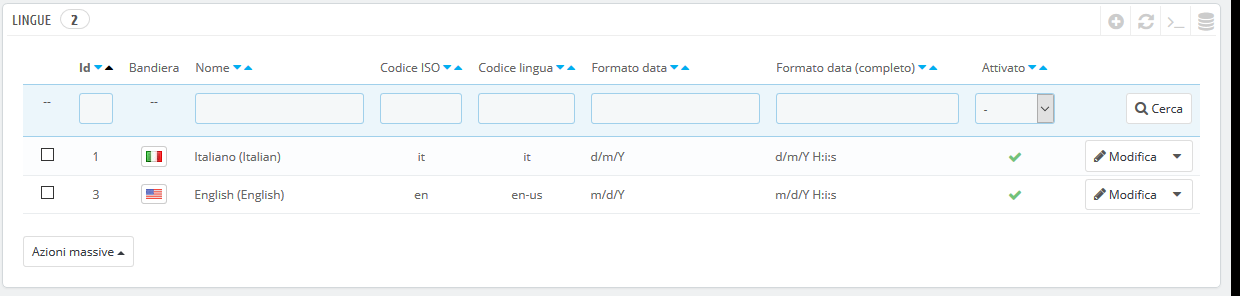 LINGUE 2
Id Bandiera Nome Codice ISO Codice lingua Formato data Formato data (completo) Attivato
-- -- - Cerca
1 Italiano (Italian) it it d/m/Y d/m/Y H:i:s Modifica
3 English (English) en en-us m/d/Y m/d/Y H:i:s Modifica
Azioni massive